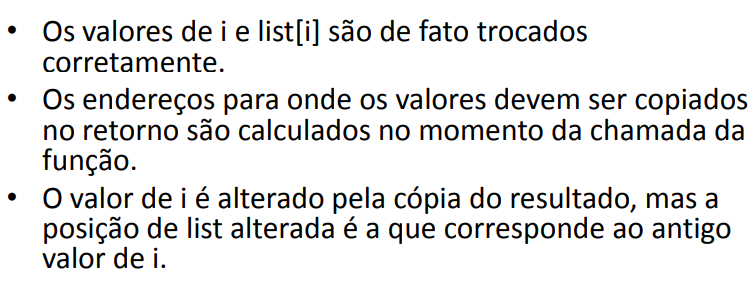 • Os valores de i e list[i] são de fato trocados
corretamente.
• Os endereços para onde os valores devem ser copiados
no retorno são calculados no momento da chamada da
função.
• O valor de i é alterado pela cópia do resultado, mas a
posição de list alterada é a que corresponde ao antigo
valor de i.